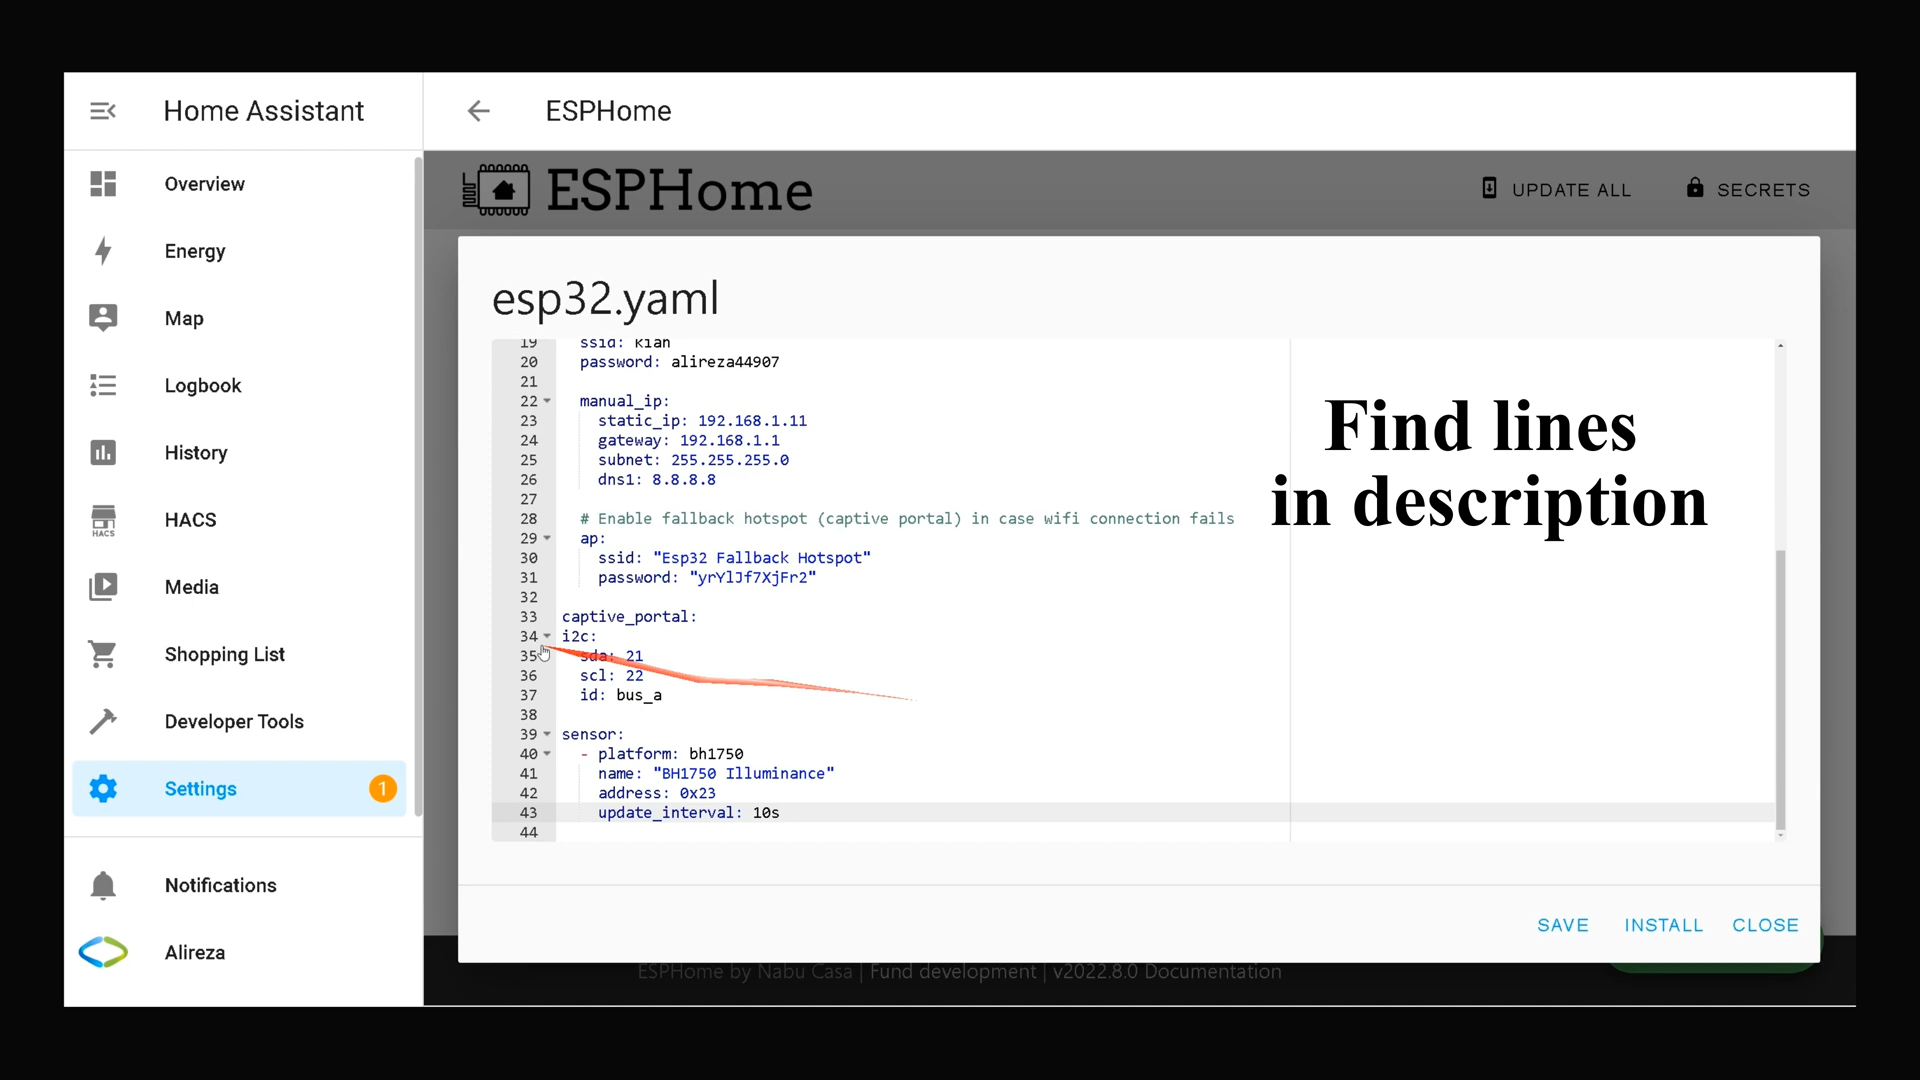 Home Assistant
ESPHome
Overview
Energy
Map
Logbook
History
HACS
HACS
Media
Shopping List
Developer Tools
Settings
1
Notifications
Alireza
ESPHome
UPDATE ALL
SECRETS
esp32.yaml
19 ssid: kian
20 password: alireza44907
21
22 manual_ip:
23 static_ip: 192.168.1.11
24 gateway: 192.168.1.1
25 subnet: 255.255.255.0
26 dns1: 8.8.8.8
27
28 # Enable fallback hotspot (captive portal) in case wifi connection fails
29 ap:
30 ssid: "Esp32 Fallback Hotspot"
31 password: "yrYlJf7XjFr2"
32
33 captive_portal:
34 i2c:
35 sda: 21
36 scl: 22
37 id: bus_a
38
39 sensor:
40 - platform: bh1750
41 name: "BH1750 Illuminance"
42 address: 0x23
43 update_interval: 10s
44
Find lines
in description
SAVE
INSTALL
CLOSE
ESPHome by Nabu Casa | Fund development | v2022.8.0 Documentation